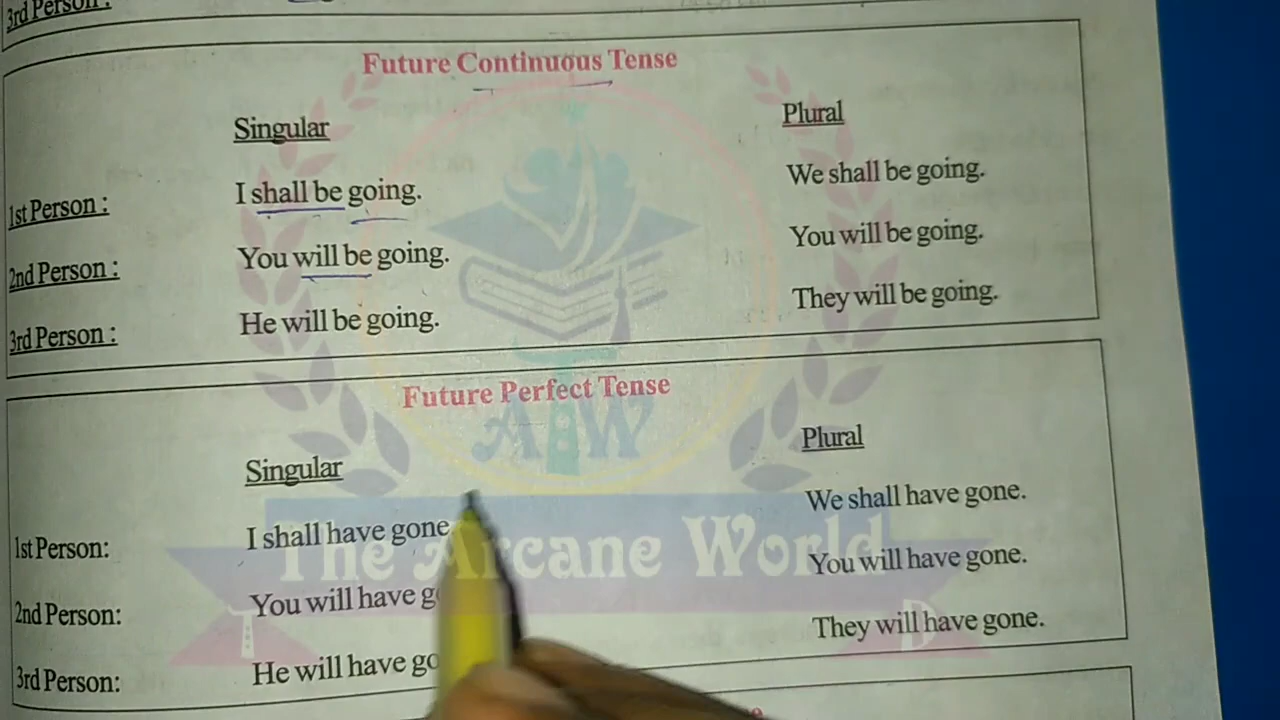 3rd Person :
Future Continuous Tense
Singular Plural
1st Person : I shall be going. We shall be going.
2nd Person : You will be going. You will be going.
3rd Person : He will be going. They will be going.
Future Perfect Tense
A W
Singular Plural
1st Person: I shall have gone We shall have gone.
The Arcane World
2nd Person: You will have g You will have gone.
3rd Person: He will have go They will have gone.